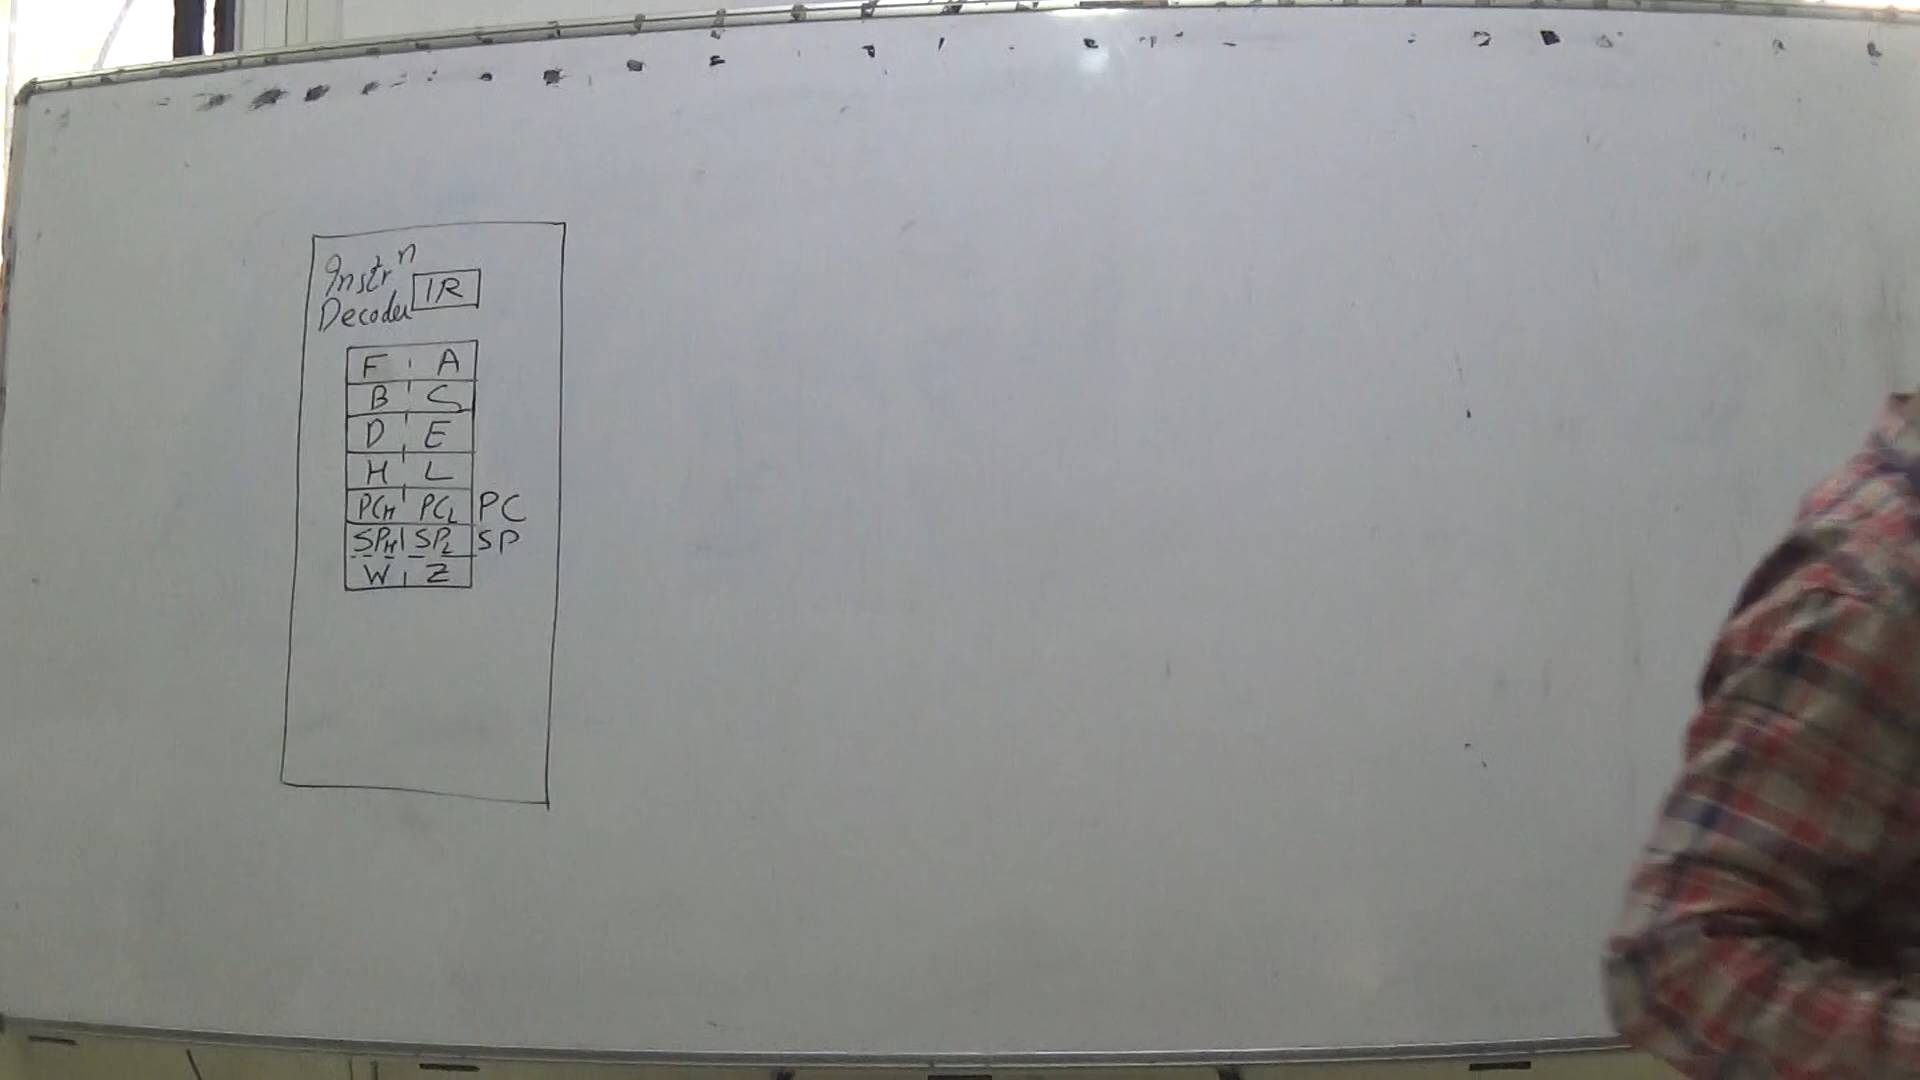 Instrⁿ
Decoder IR
F A
B C
D E
H L
PCH PCL PC
SPH SPL SP
W Z